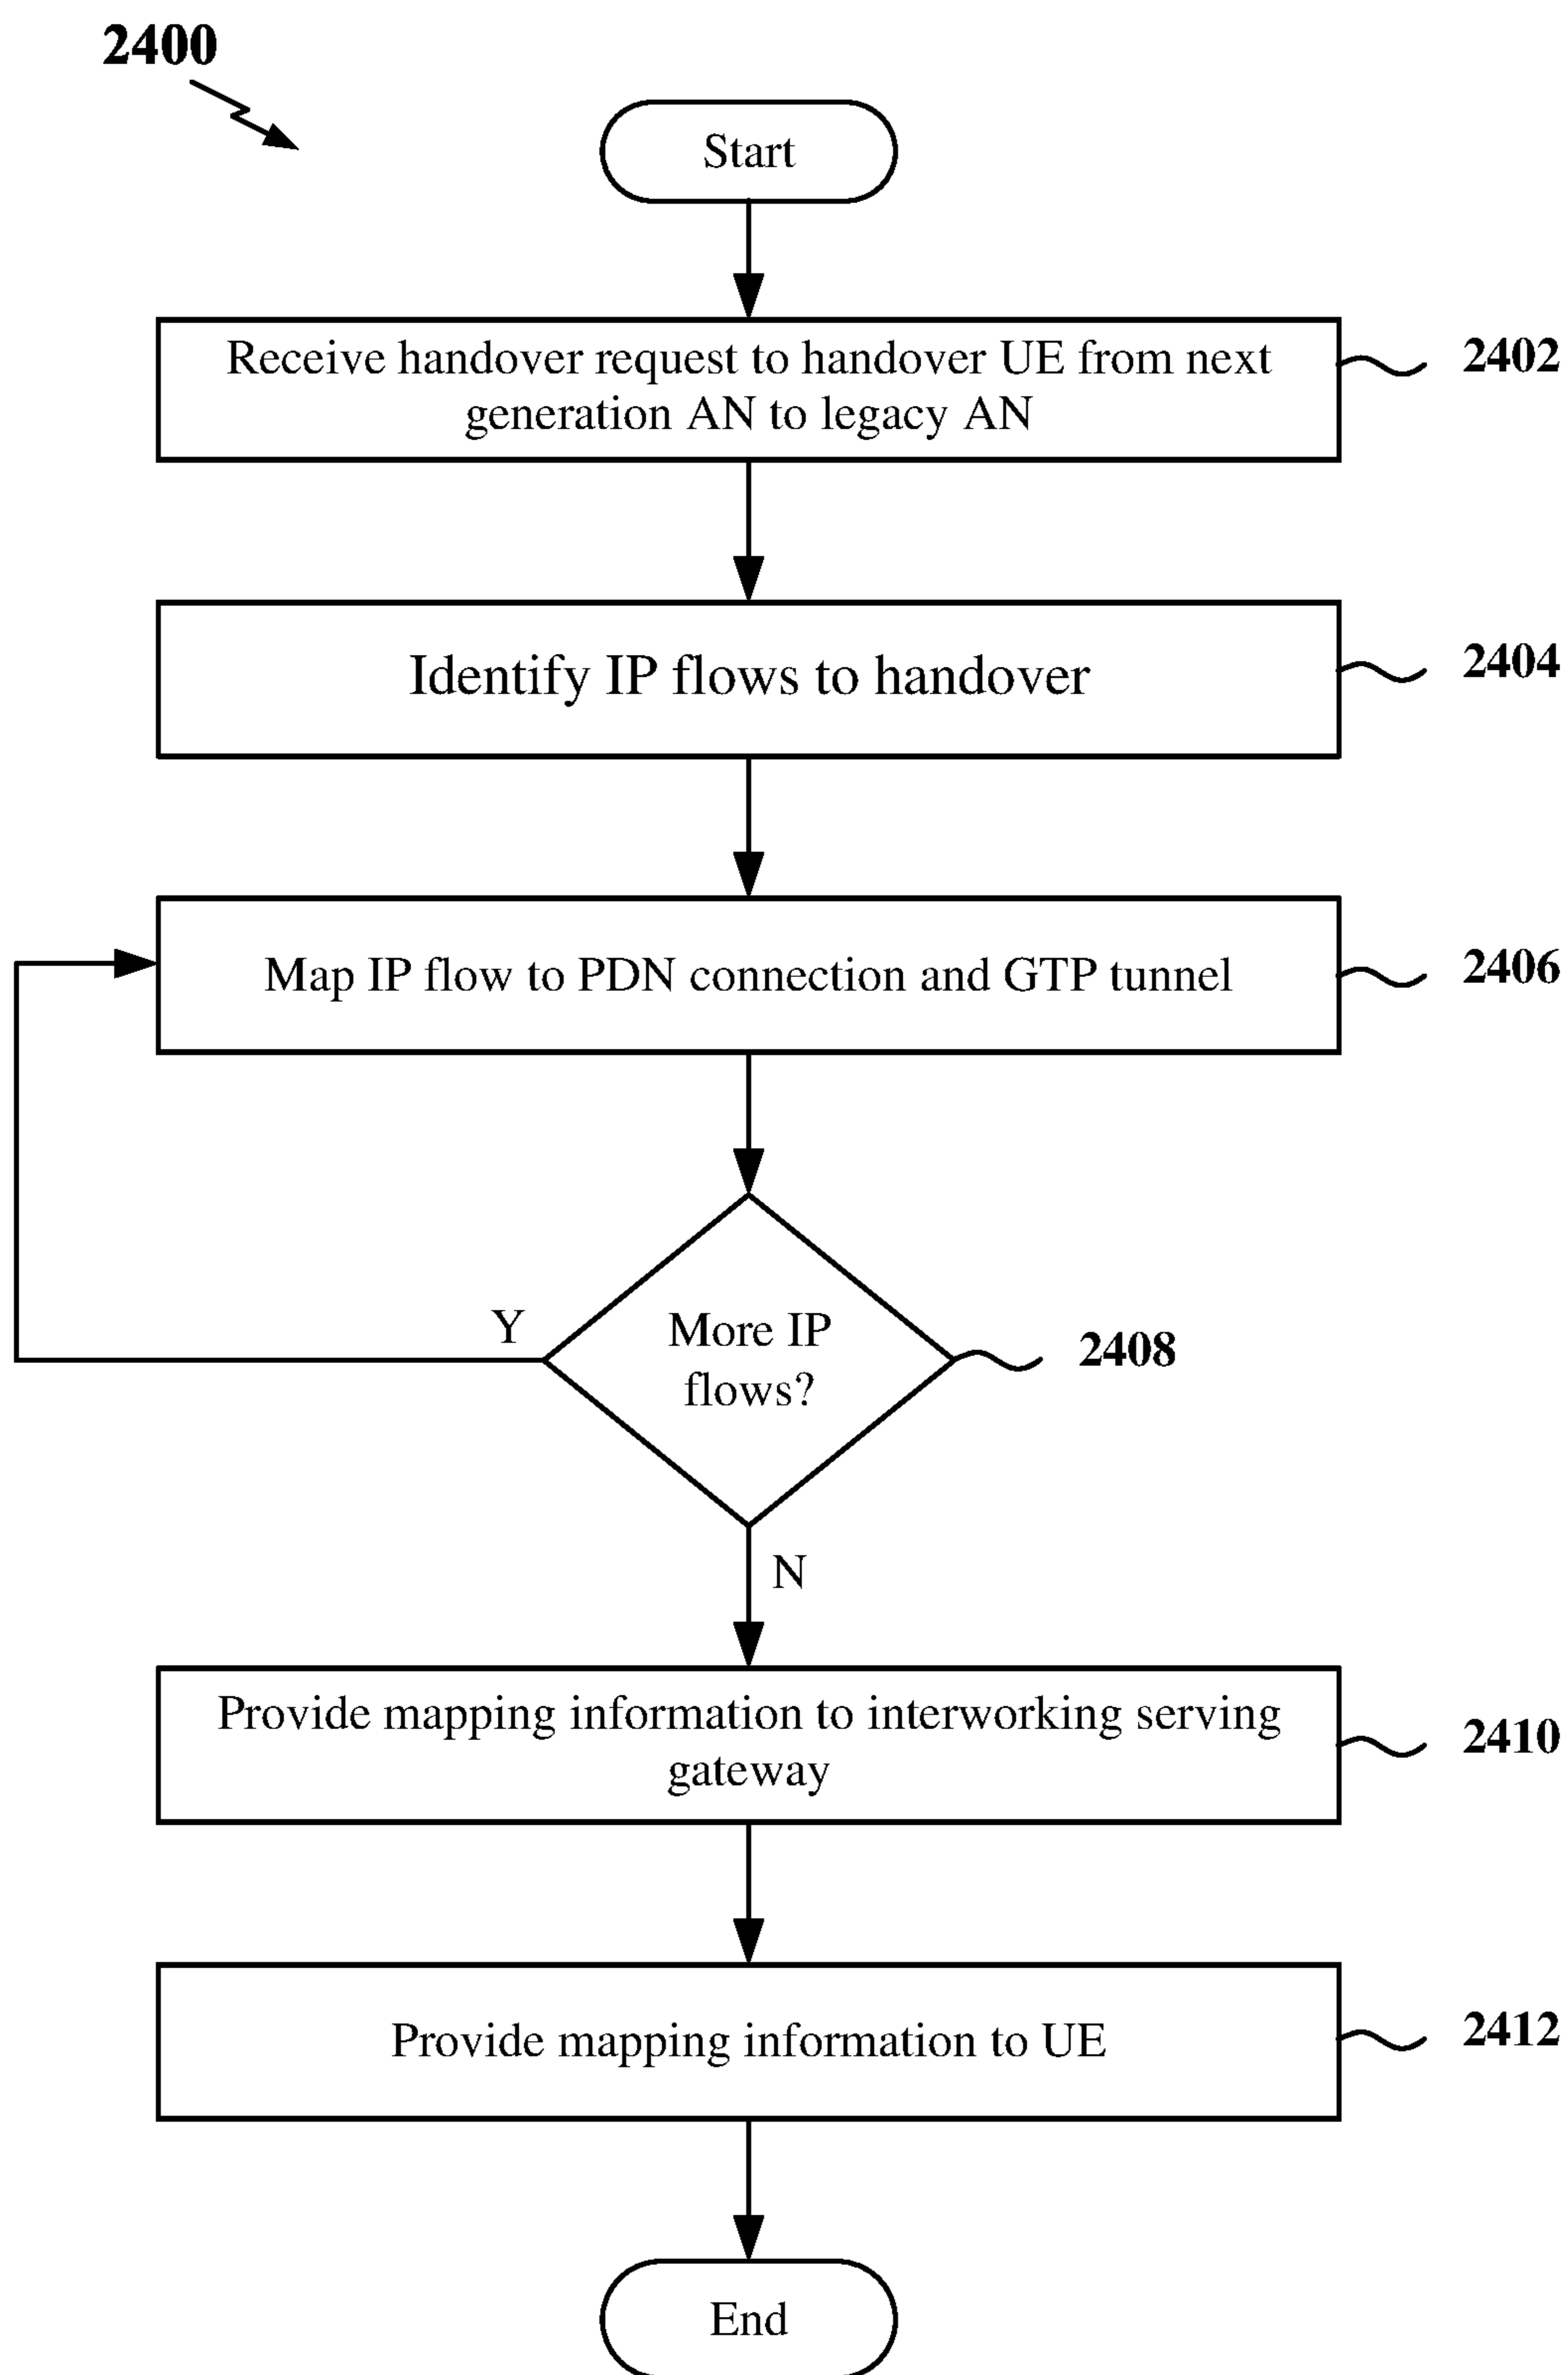 2400
Start
Receive handover request to handover UE from next
generation AN to legacy AN
2402
Identify IP flows to handover
2404
Map IP flow to PDN connection and GTP tunnel
2406
Y
More IP
flows?
2408
N
Provide mapping information to interworking serving
gateway
2410
Provide mapping information to UE
2412
End